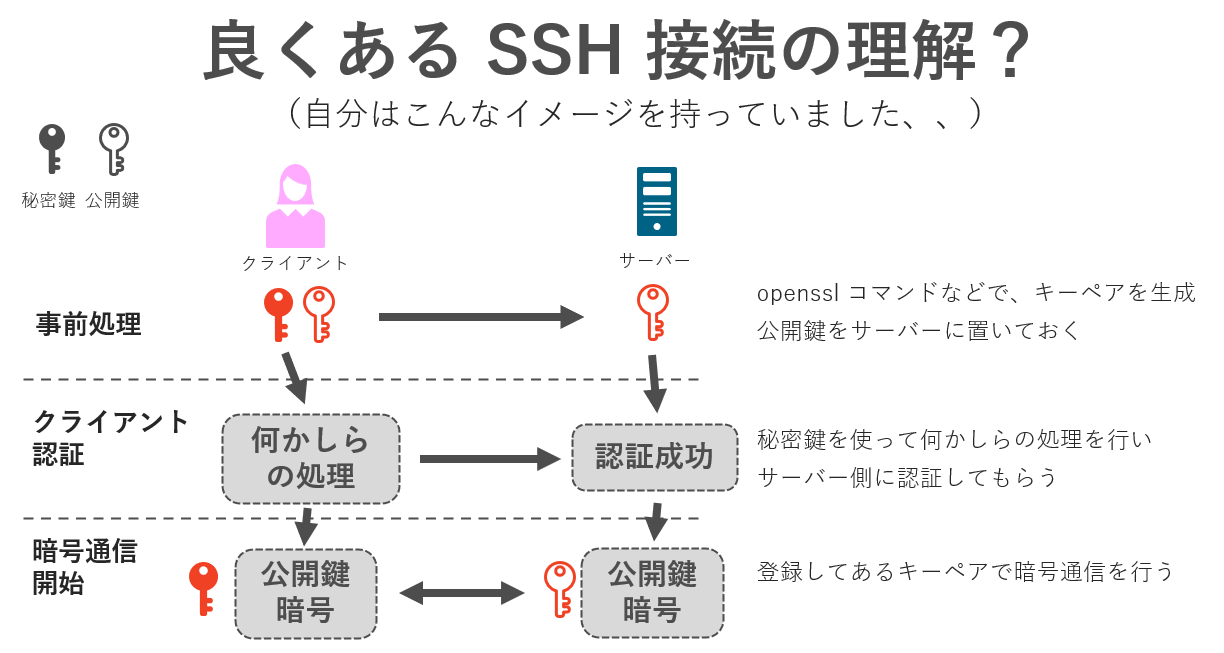 良くある SSH 接続の理解？
（自分はこんなイメージを持っていました、、）
秘密鍵 公開鍵
クライアント
サーバー
事前処理
openssl コマンドなどで、キーペアを生成
公開鍵をサーバーに置いておく
クライアント
認証
何かしら
の処理
認証成功
秘密鍵を使って何かしらの処理を行い
サーバー側に認証してもらう
暗号通信
開始
公開鍵
暗号
公開鍵
暗号
登録してあるキーペアで暗号通信を行う